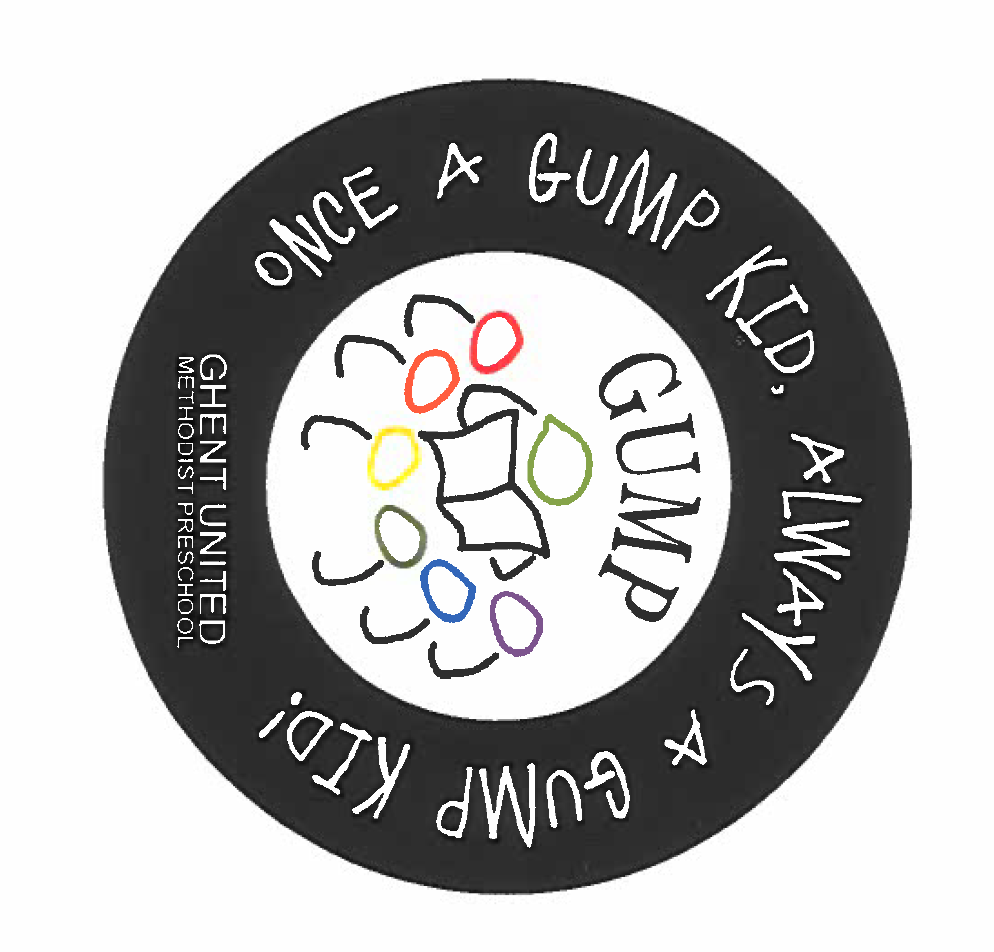 ONCE A GUMP KID, ALWAYS A GUMP KID!
GUMP
GHENT UNITED
METHODIST PRESCHOOL